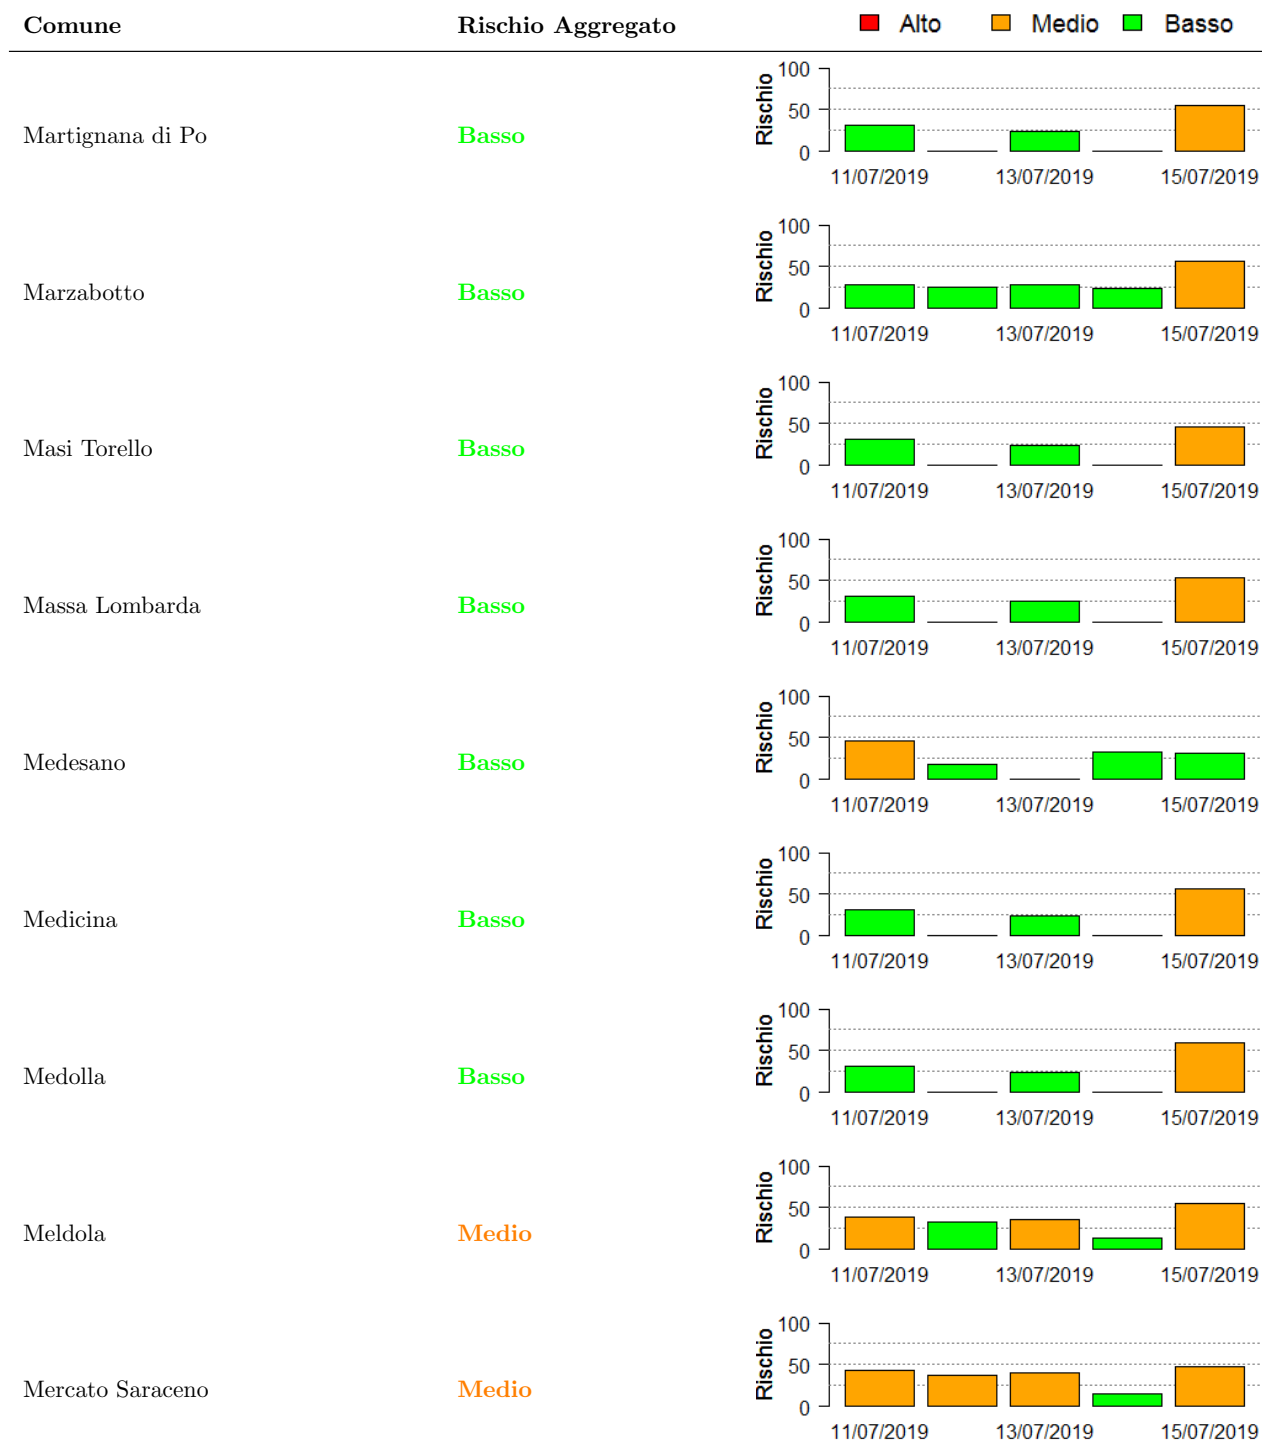 Comune Rischio Aggregato Alto Medio Basso
Martignana di Po Basso Rischio 100 50 0
11/07/2019 13/07/2019 15/07/2019
Marzabotto Basso Rischio 100 50 0
11/07/2019 13/07/2019 15/07/2019
Masi Torello Basso Rischio 100 50 0
11/07/2019 13/07/2019 15/07/2019
Massa Lombarda Basso Rischio 100 50 0
11/07/2019 13/07/2019 15/07/2019
Medesano Basso Rischio 100 50 0
11/07/2019 13/07/2019 15/07/2019
Medicina Basso Rischio 100 50 0
11/07/2019 13/07/2019 15/07/2019
Medolla Basso Rischio 100 50 0
11/07/2019 13/07/2019 15/07/2019
Meldola Medio Rischio 100 50 0
11/07/2019 13/07/2019 15/07/2019
Mercato Saraceno Medio Rischio 100 50 0
11/07/2019 13/07/2019 15/07/2019